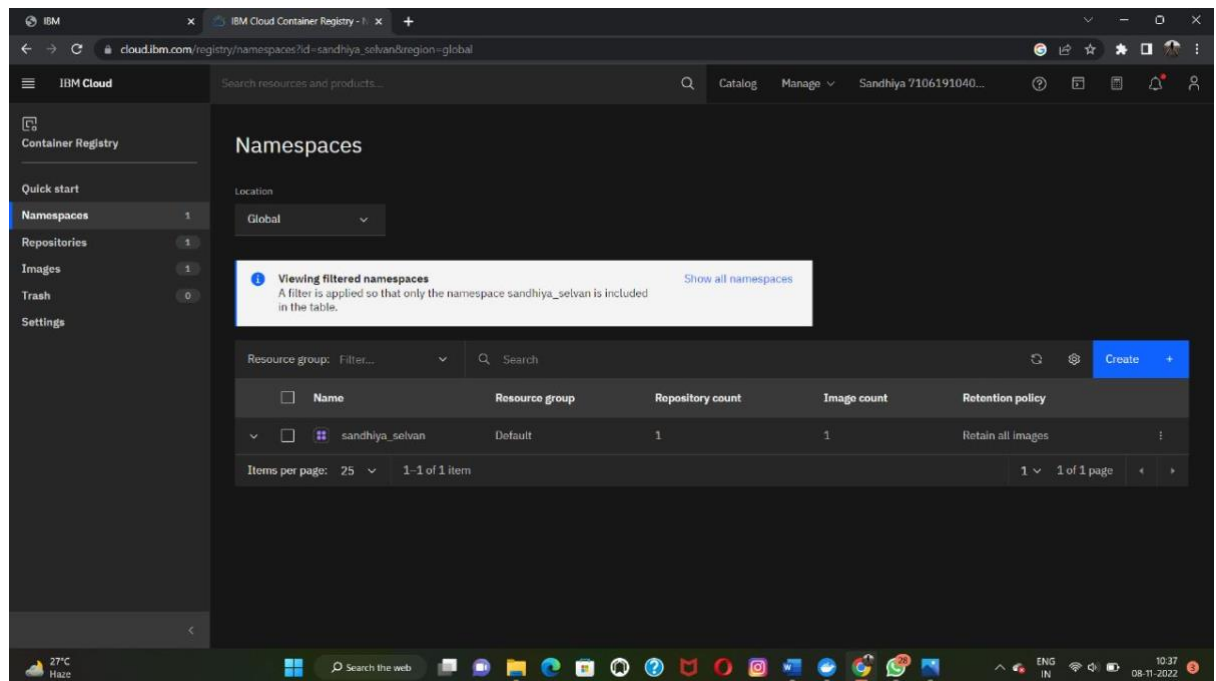 IBM
IBM Cloud Container Registry - N
cloud.ibm.com/registry/namespaces?id=sandhiya_selvan&region=global
IBM Cloud
Search resources and products...
Catalog
Manage
Sandhiya 7106191040...
Container Registry
Quick start
Namespaces 1
Repositories 1
Images 1
Trash 0
Settings
Namespaces
Location
Global
Viewing filtered namespaces
Show all namespaces
A filter is applied so that only the namespace sandhiya_selvan is included
in the table.
Resource group: Filter...
Search
Create +
Name Resource group Repository count Image count Retention policy
sandhiya_selvan Default 1 1 Retain all images
Items per page: 25 1–1 of 1 item 1 1 of 1 page
27°C
Haze
Search the web
28
ENG
IN
10:37
08-11-2022
3